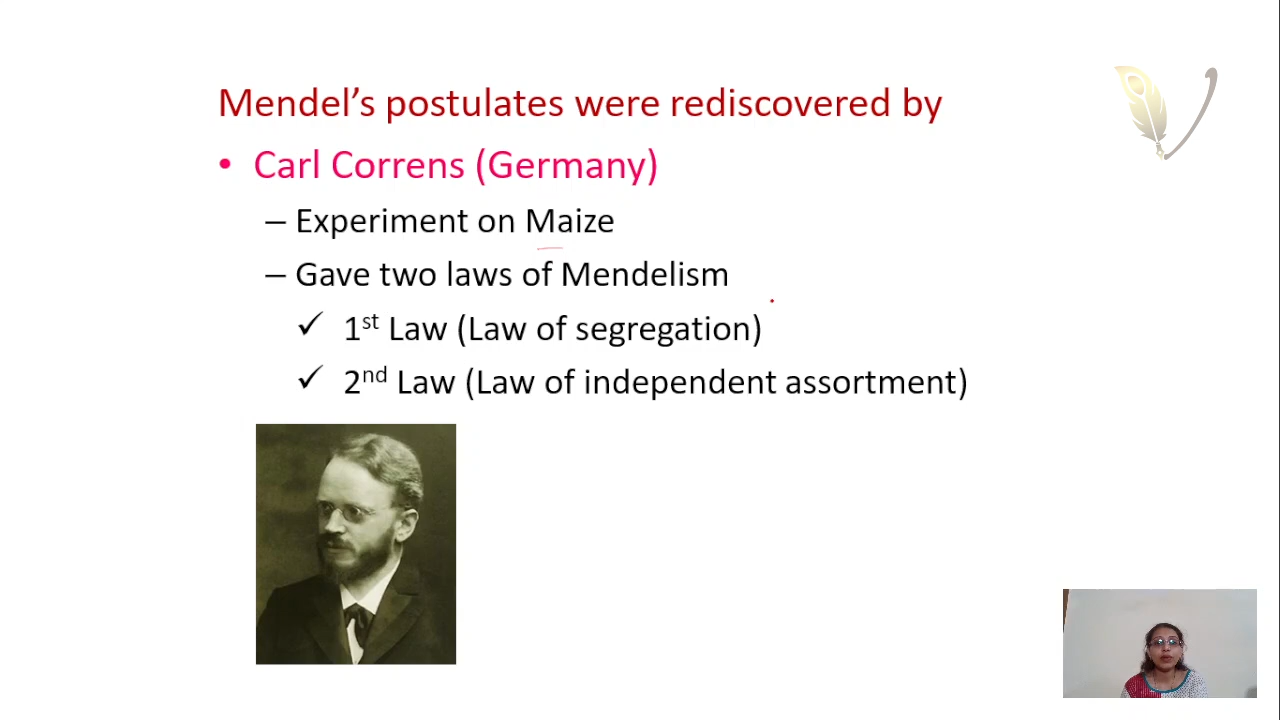 Mendel’s postulates were rediscovered by
• Carl Correns (Germany)
– Experiment on Maize
– Gave two laws of Mendelism
✓ 1st Law (Law of segregation)
✓ 2nd Law (Law of independent assortment)